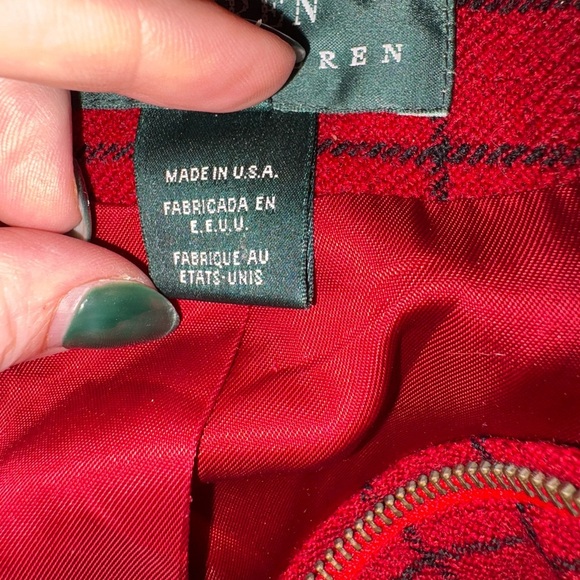 REN
MADE IN U.S.A.
FABRICADA EN
E.E.U.U.
FABRIQUE AU
ETATS-UNIS